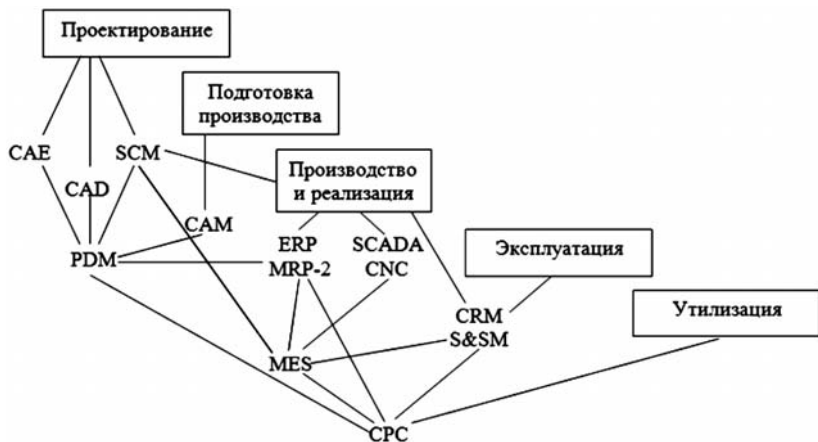 Проектирование
Подготовка
производства
CAE
SCM
Производство
и реализация
CAD
CAM
PDM
ERP
MRP-2
SCADA
CNC
Эксплуатация
CRM
S&SM
Утилизация
MES
CPC